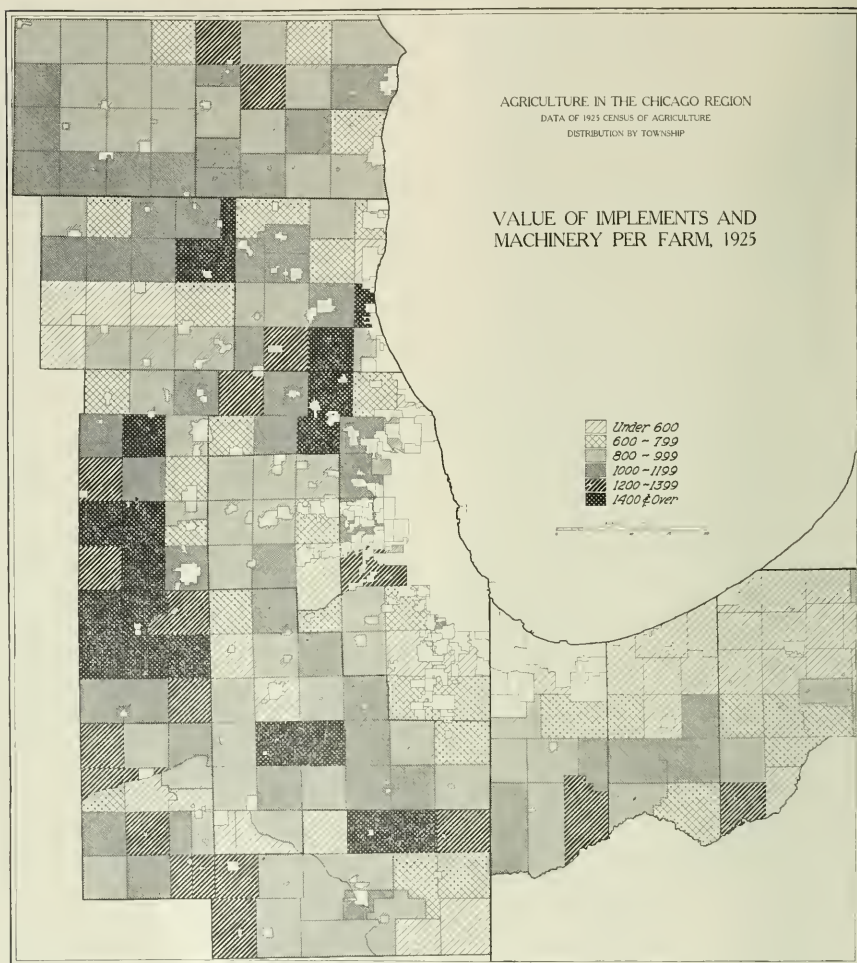 AGRICULTURE IN THE CHICAGO REGION
DATA OF 1925 CENSUS OF AGRICULTURE
DISTRIBUTION BY TOWNSHIP
VALUE OF IMPLEMENTS AND
MACHINERY PER FARM, 1925
Under 600
600 - 799
800 - 999
1000 - 1199
1200 - 1399
1400 & Over